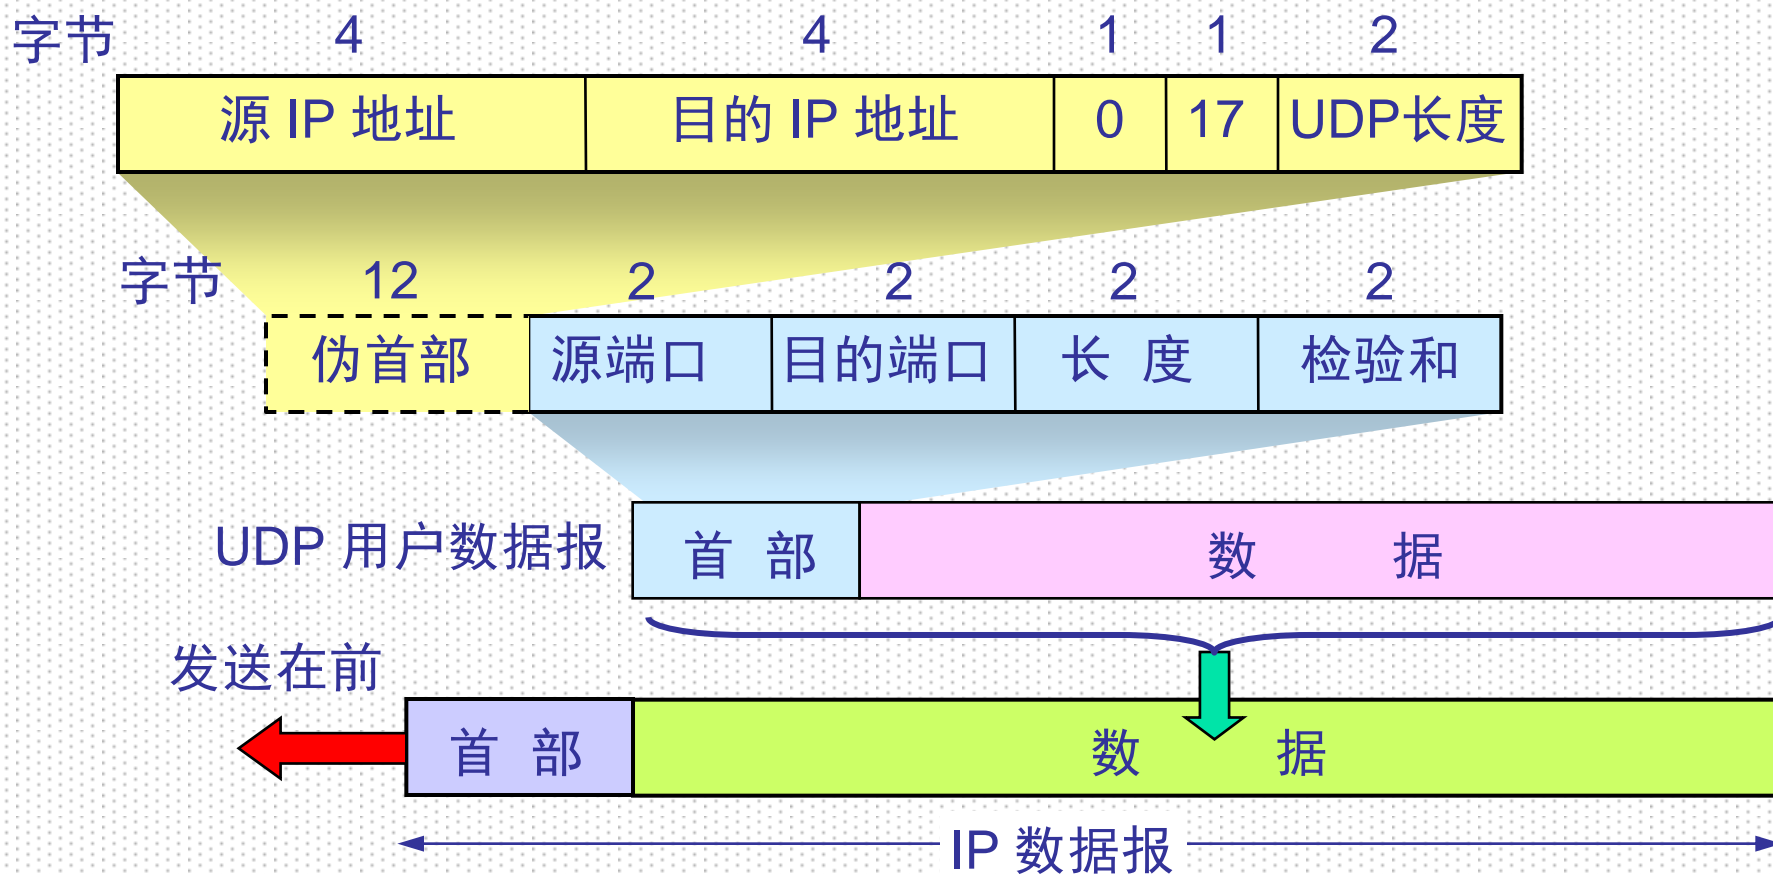 字节 4 4 1 1 2
源 IP 地址 目的 IP 地址 0 17 UDP长度
字节 12 2 2 2 2
伪首部 源端口 目的端口 长 度 检验和
UDP 用户数据报 首 部 数 据
发送在前
首 部 数 据
IP 数据报